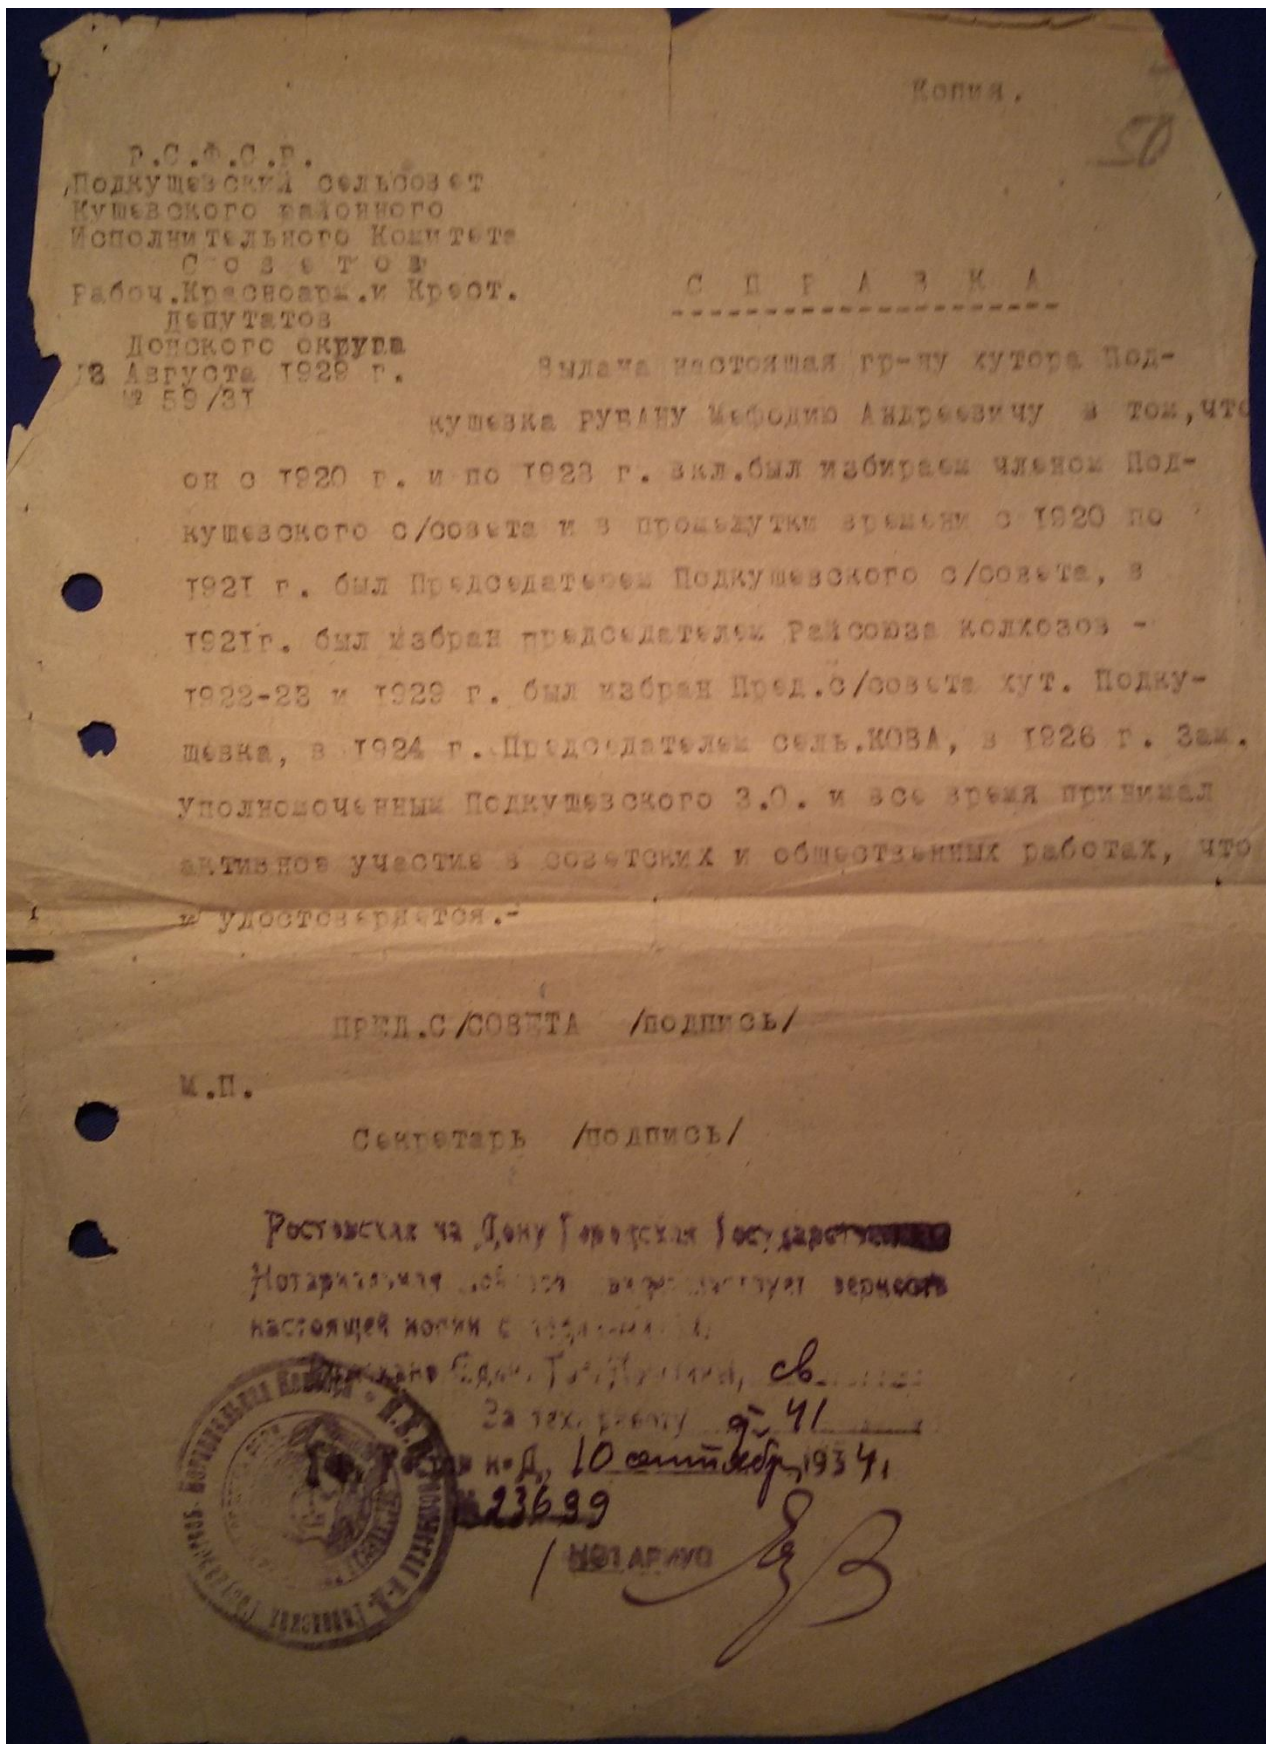 Копия.
50
Р.С.Ф.С.Р.
Подкущевский сельсовет
Кущевского районного
Исполнительного Комитета
Советов
Рабоч.Красноарм.и Крест.
Депутатов
Донского округа
13 Августа 1929 г.
№ 59/31
СПРАВКА
Выдана настоящая гр-ну хутора Под-
кущевка РУБАНУ Мефодию Андреевичу в том,что
он с 1920 г. и по 1928 г. вкл.был избираем членом Под-
кущевского с/совета и в промежутки времени с 1920 по
1921 г. был Председателем Подкущевского с/совета, в
1921г. был избран председателем Райсоюза колхозов -
1922-23 и 1929 г. был избран Пред.с/совета хут. Подку-
щевка, в 1924 г. Председателем сель.КОВА, в 1926 г. Зам.
Уполномоченным Подкущевского З.О. и все время принимал
активное участие в советских и общественных работах, что
и удостоверяется.-
ПРЕД.С/СОВЕТА /подпись/
М.П.
Секретарь /подпись/
Ростовская на Дону Городская Государственная
Нотариальная верность
настоящей копии с
св
За тех. работу 41
н-Д, 10 сентября 1934 г.
№ 23699
НОТАРИУС